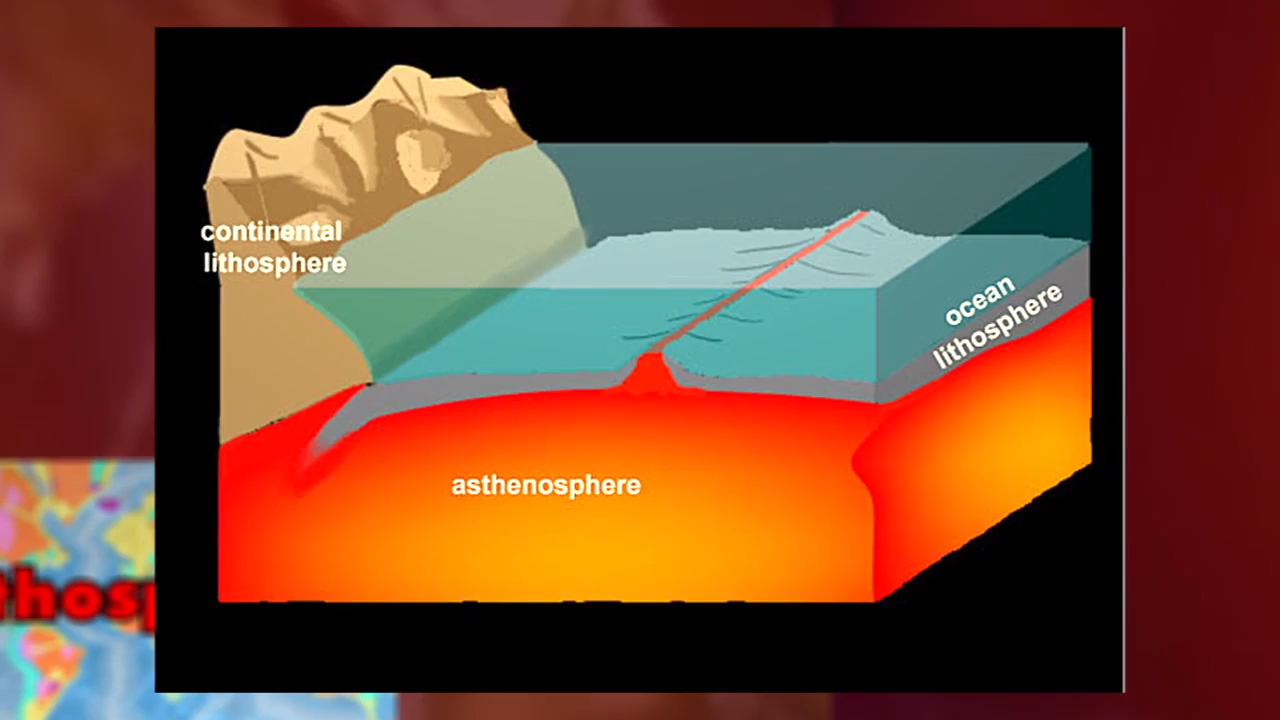 continental
lithosphere
ocean
lithosphere
asthenosphere